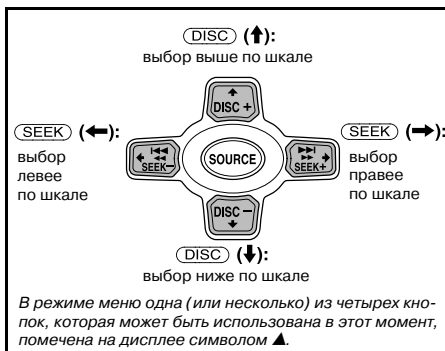 DISC (↑):
выбор выше по шкале
DISC +
SEEK (←):
выбор
левее
по шкале
SEEK−
SOURCE
SEEK+
SEEK (→):
выбор
правее
по шкале
DISC −
DISC (↓):
выбор ниже по шкале
В режиме меню одна (или несколько) из четырех кно-
пок, которая может быть использована в этот момент,
помечена на дисплее символом ▲.